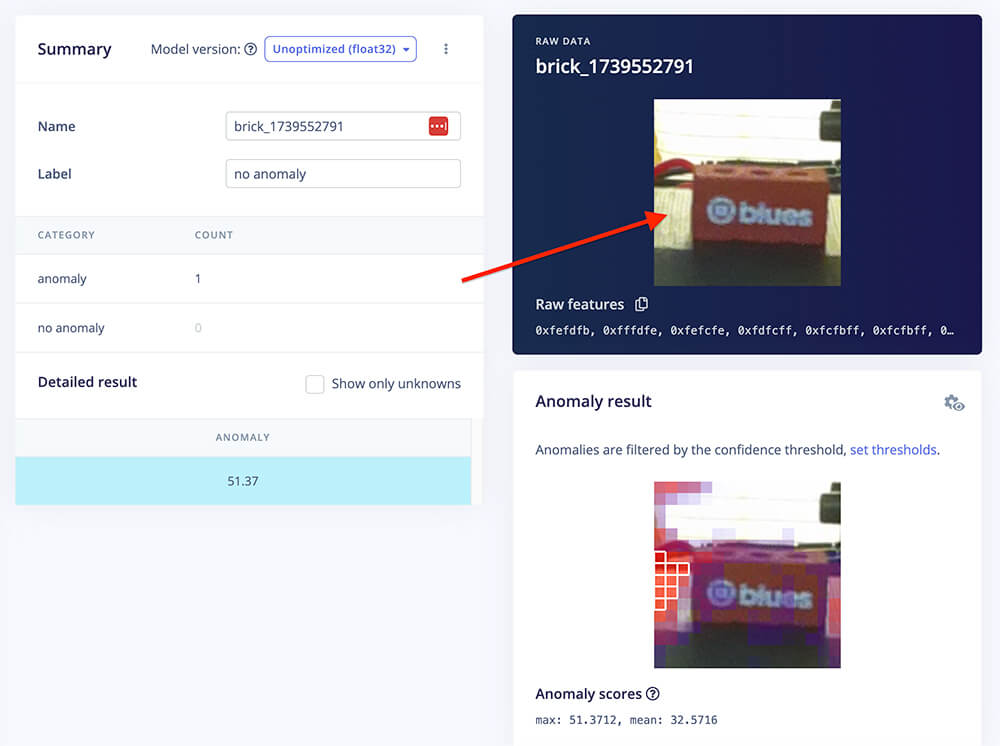 Summary
Model version: Unoptimized (float32)
Name
brick_1739552791
Label
no anomaly
CATEGORY COUNT
anomaly 1
no anomaly 0
Detailed result
Show only unknowns
ANOMALY
51.37
RAW DATA
brick_1739552791
blues
Raw features
0xfefdfb, 0xfffdfe, 0xfefcfe, 0xfdfcff, 0xfcfbff, 0xfcfbff, 0…
Anomaly result
Anomalies are filtered by the confidence threshold, set thresholds.
blues
Anomaly scores
max: 51.3712, mean: 32.5716